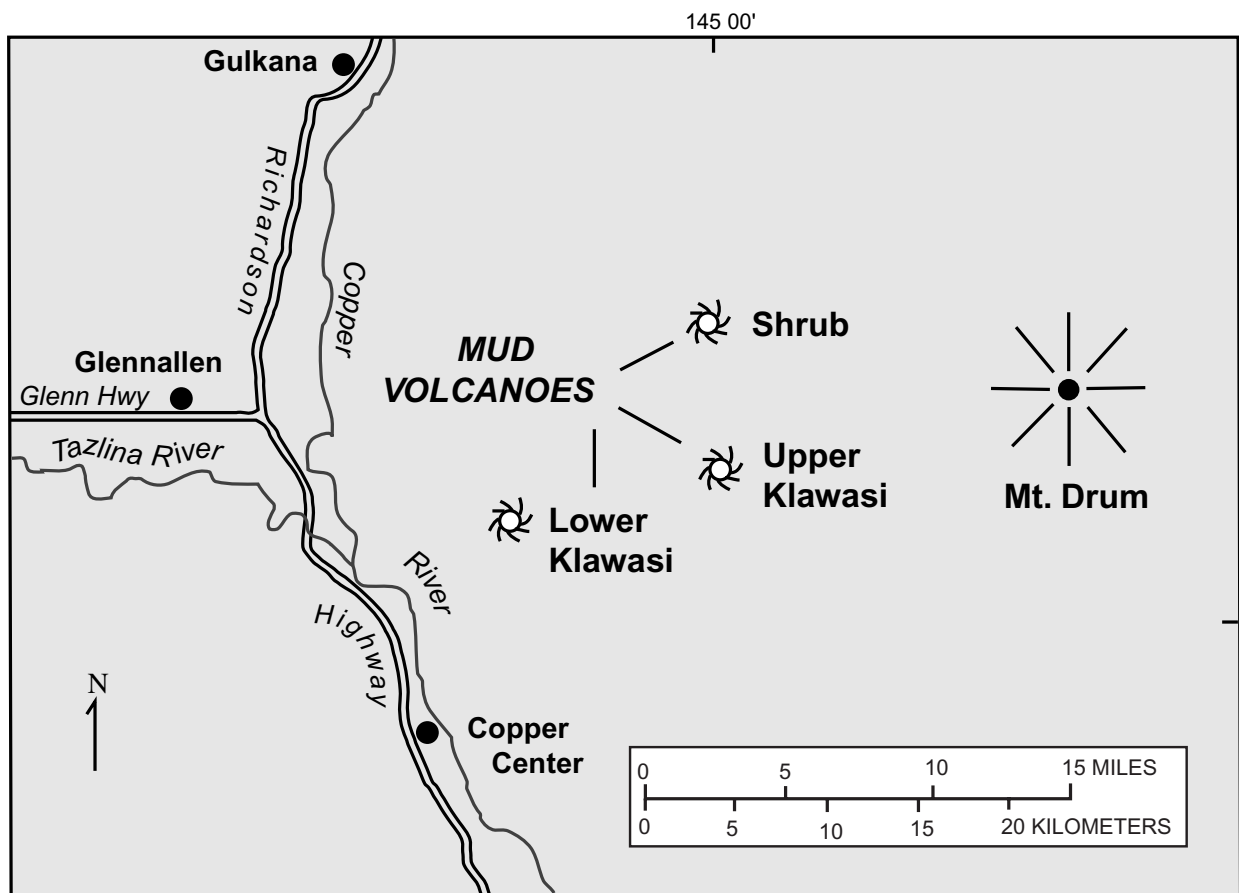 145 00'
Gulkana
Richardson
Copper
Shrub
MUD
VOLCANOES
Glennallen
Glenn Hwy
Tazlina River
Upper
Klawasi
Mt. Drum
Lower
Klawasi
River
Highway
N
Copper
Center
0 5 10 15 MILES
0 5 10 15 20 KILOMETERS